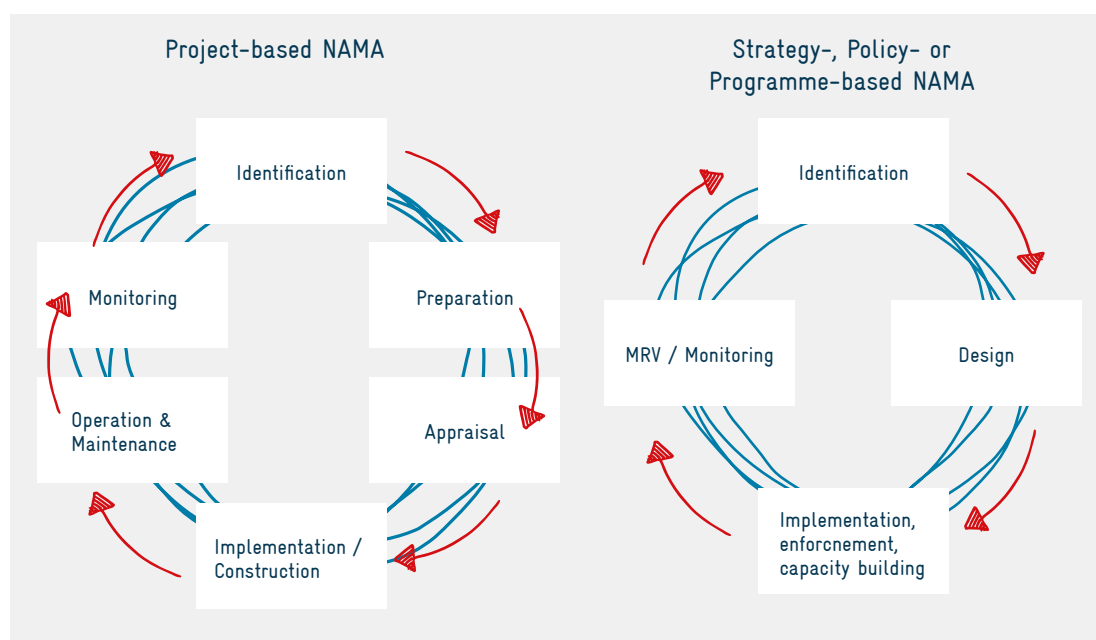 Project-based NAMA
Identification
Preparation
Appraisal
Implementation /
Construction
Operation &
Maintenance
Monitoring
Strategy-, Policy- or
Programme-based NAMA
Identification
Design
Implementation,
enforcnement,
capacity building
MRV / Monitoring